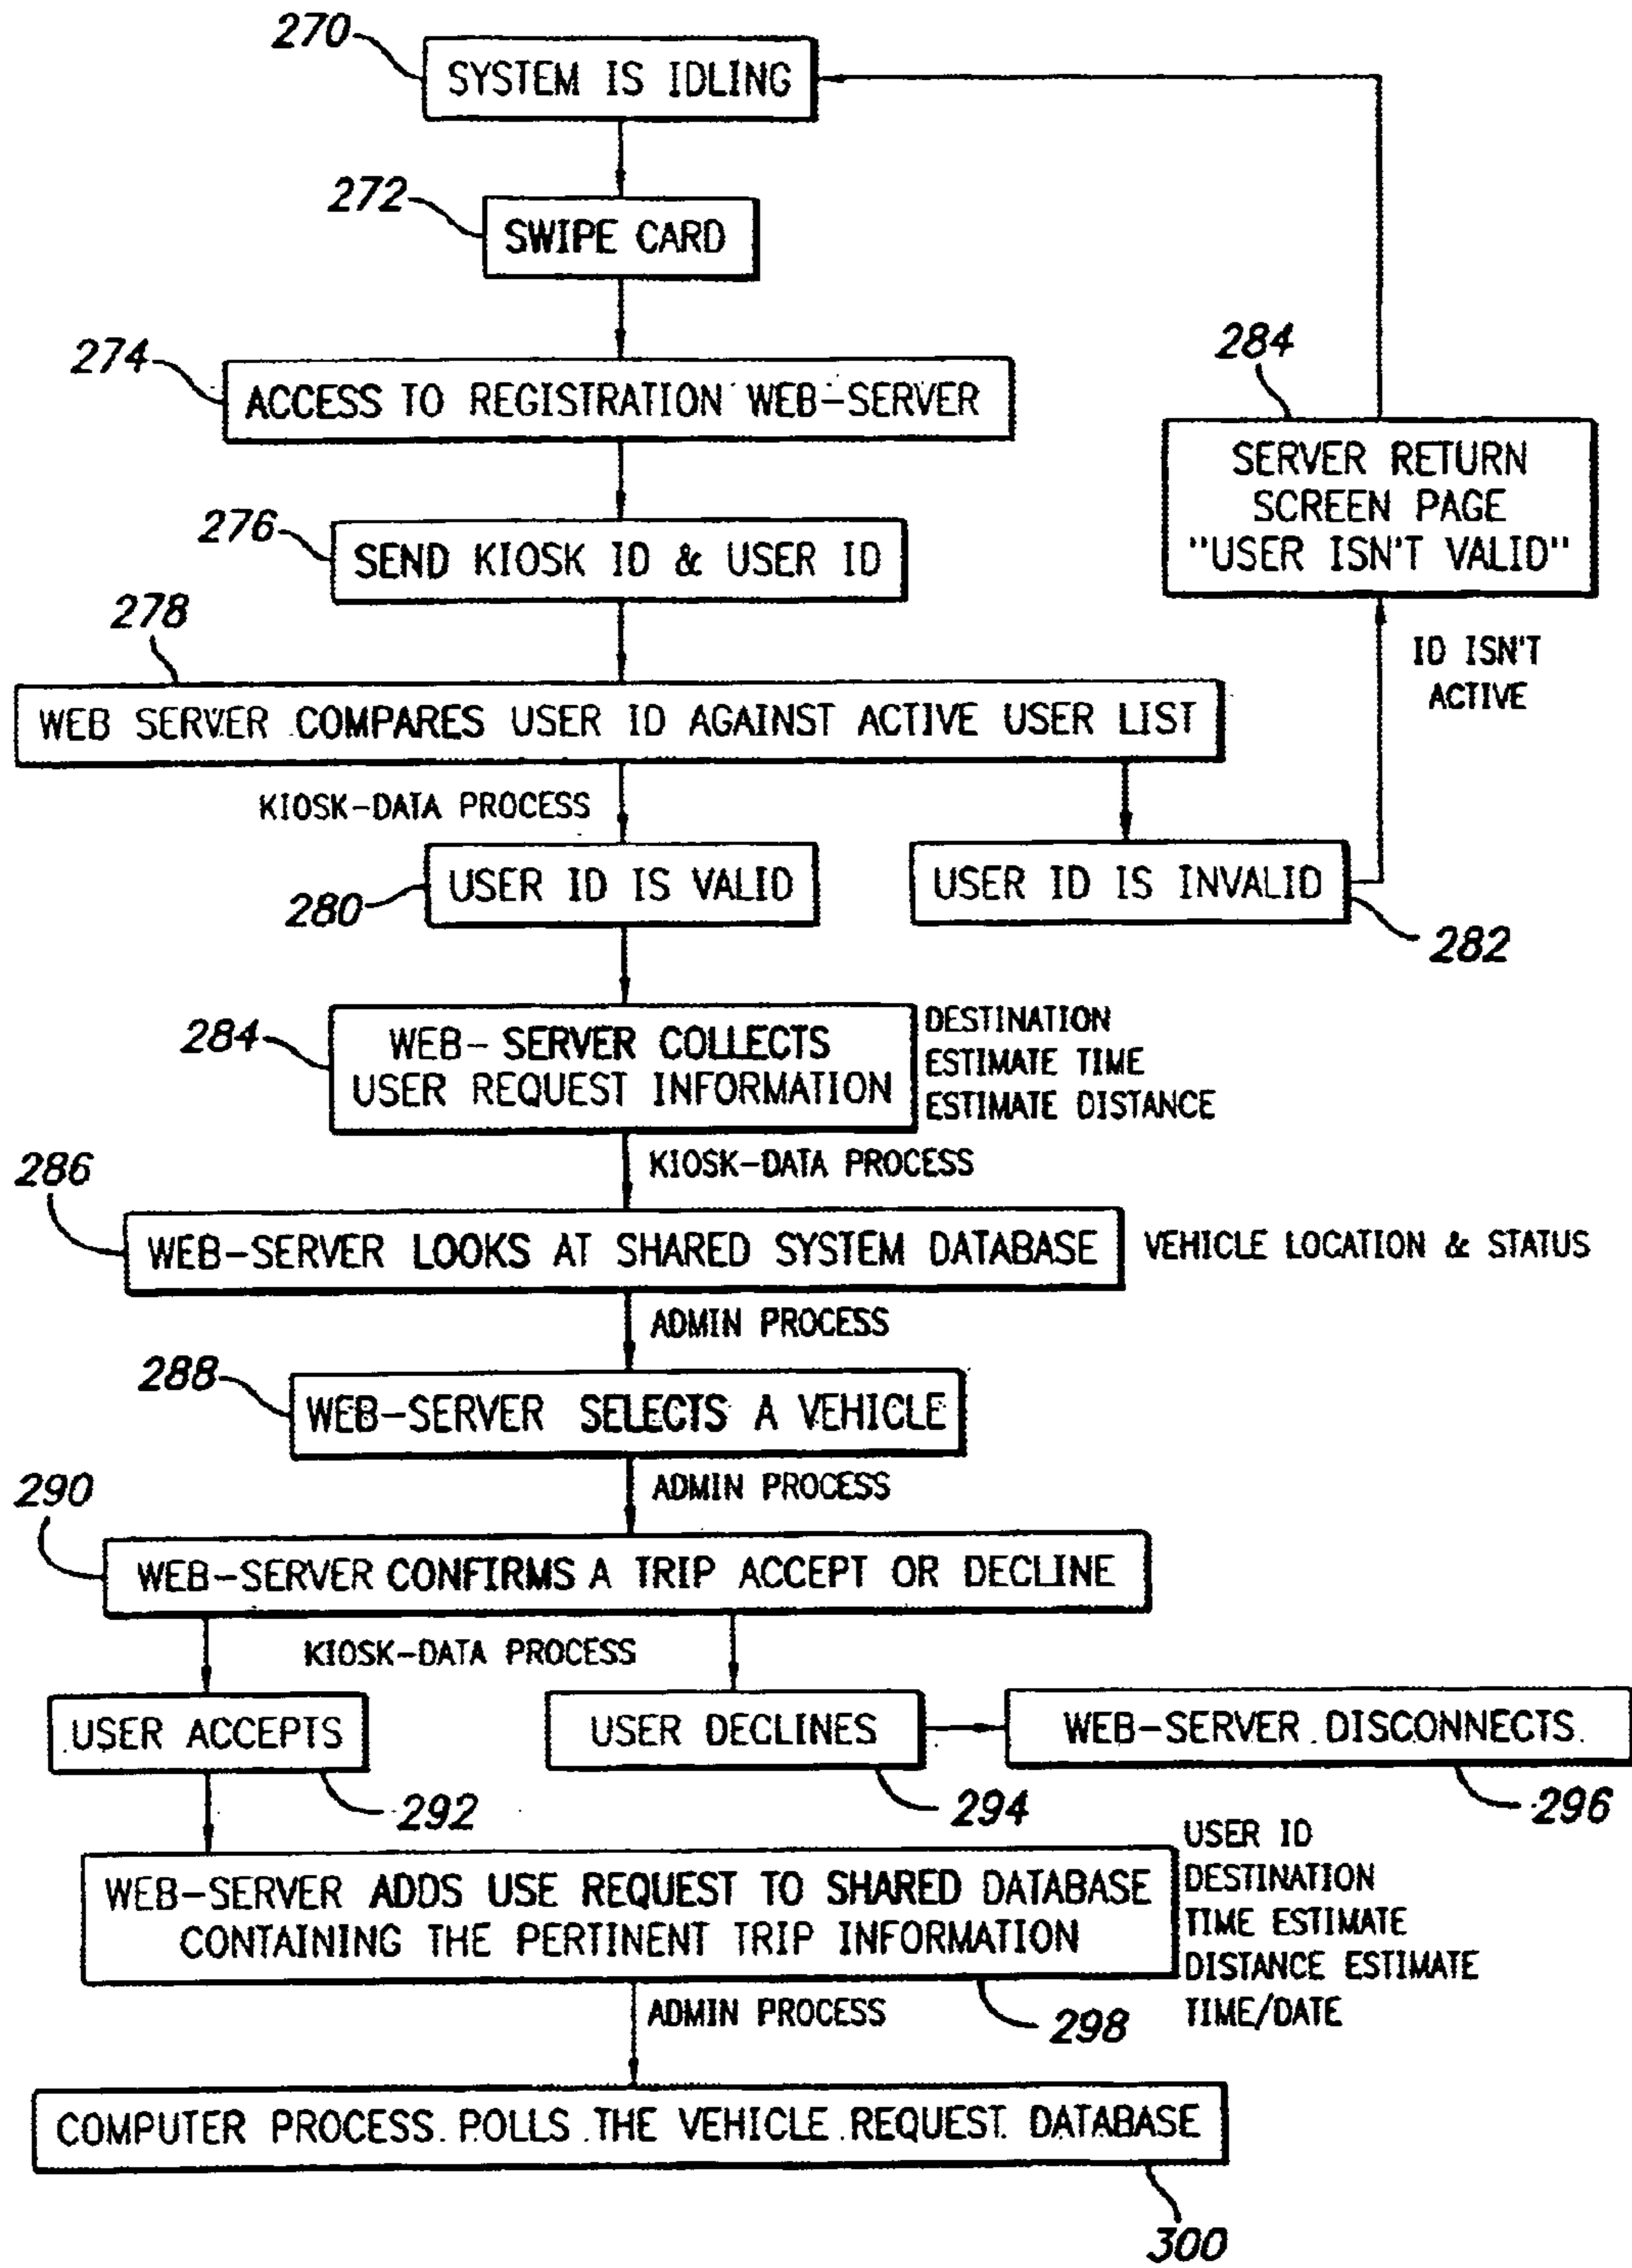 270
SYSTEM IS IDLING
272
SWIPE CARD
274
ACCESS TO REGISTRATION WEB-SERVER
284
SERVER RETURN
SCREEN PAGE
"USER ISN'T VALID"
276
SEND KIOSK ID & USER ID
278
ID ISN'T
ACTIVE
WEB SERVER COMPARES USER ID AGAINST ACTIVE USER LIST
KIOSK-DATA PROCESS
280
USER ID IS VALID
USER ID IS INVALID
282
284
WEB-SERVER COLLECTS
USER REQUEST INFORMATION
DESTINATION
ESTIMATE TIME
ESTIMATE DISTANCE
KIOSK-DATA PROCESS
286
WEB-SERVER LOOKS AT SHARED SYSTEM DATABASE
VEHICLE LOCATION & STATUS
ADMIN PROCESS
288
WEB-SERVER SELECTS A VEHICLE
ADMIN PROCESS
290
WEB-SERVER CONFIRMS A TRIP ACCEPT OR DECLINE
KIOSK-DATA PROCESS
USER ACCEPTS
292
USER DECLINES
294
WEB-SERVER DISCONNECTS
296
WEB-SERVER ADDS USE REQUEST TO SHARED DATABASE
CONTAINING THE PERTINENT TRIP INFORMATION
USER ID
DESTINATION
TIME ESTIMATE
DISTANCE ESTIMATE
TIME/DATE
298
ADMIN PROCESS
COMPUTER PROCESS POLLS THE VEHICLE REQUEST DATABASE
300